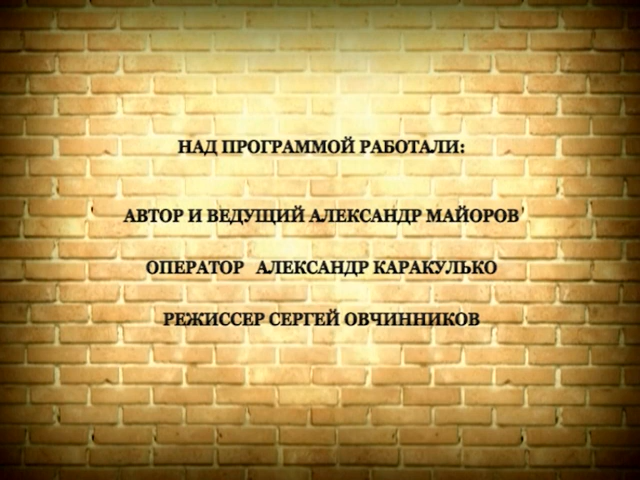 НАД ПРОГРАММОЙ РАБОТАЛИ:
АВТОР И ВЕДУЩИЙ АЛЕКСАНДР МАЙОРОВ
ОПЕРАТОР АЛЕКСАНДР КАРАКУЛЬКО
РЕЖИССЕР СЕРГЕЙ ОВЧИННИКОВ